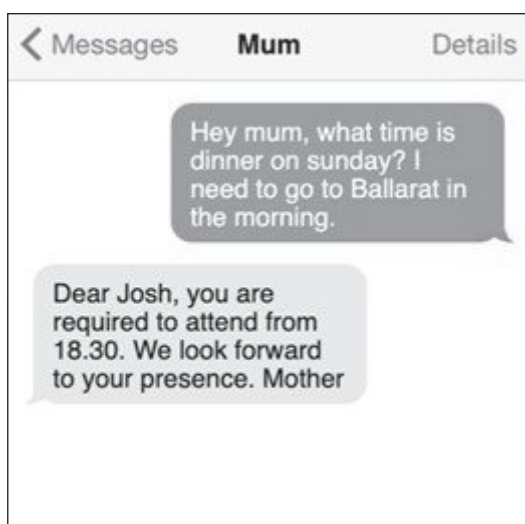 Messages Mum Details
Hey mum, what time is
dinner on sunday? I
need to go to Ballarat in
the morning.
Dear Josh, you are
required to attend from
18.30. We look forward
to your presence. Mother